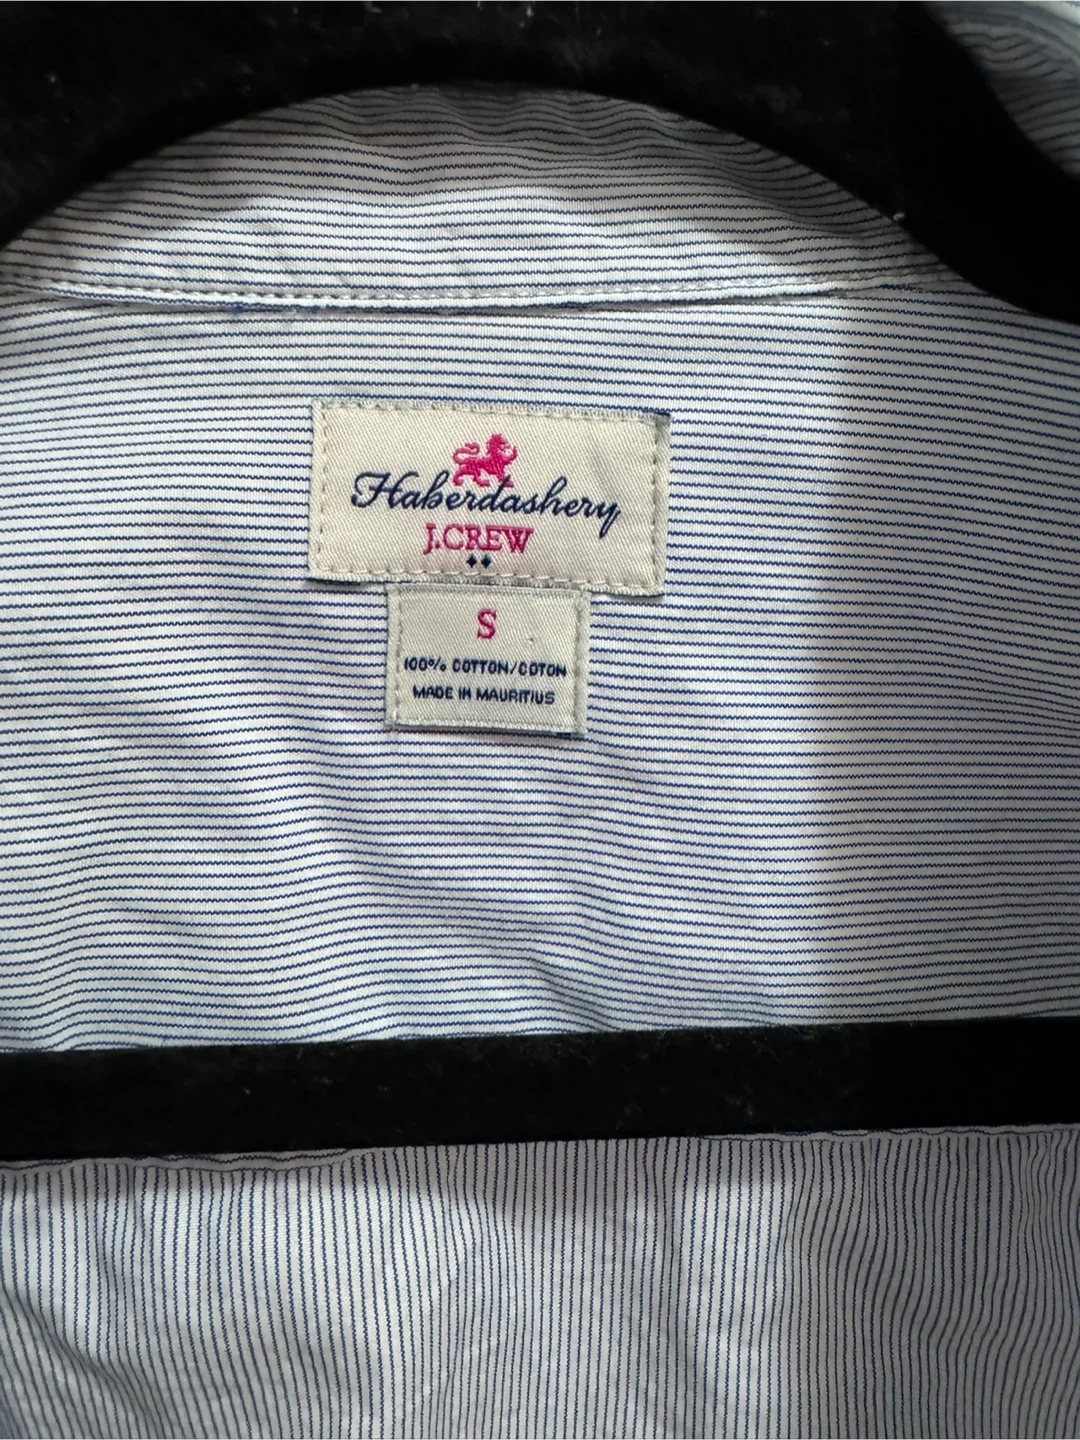 Haberdashery
J.CREW
S
100% COTTON/COTON
MADE IN MAURITIUS